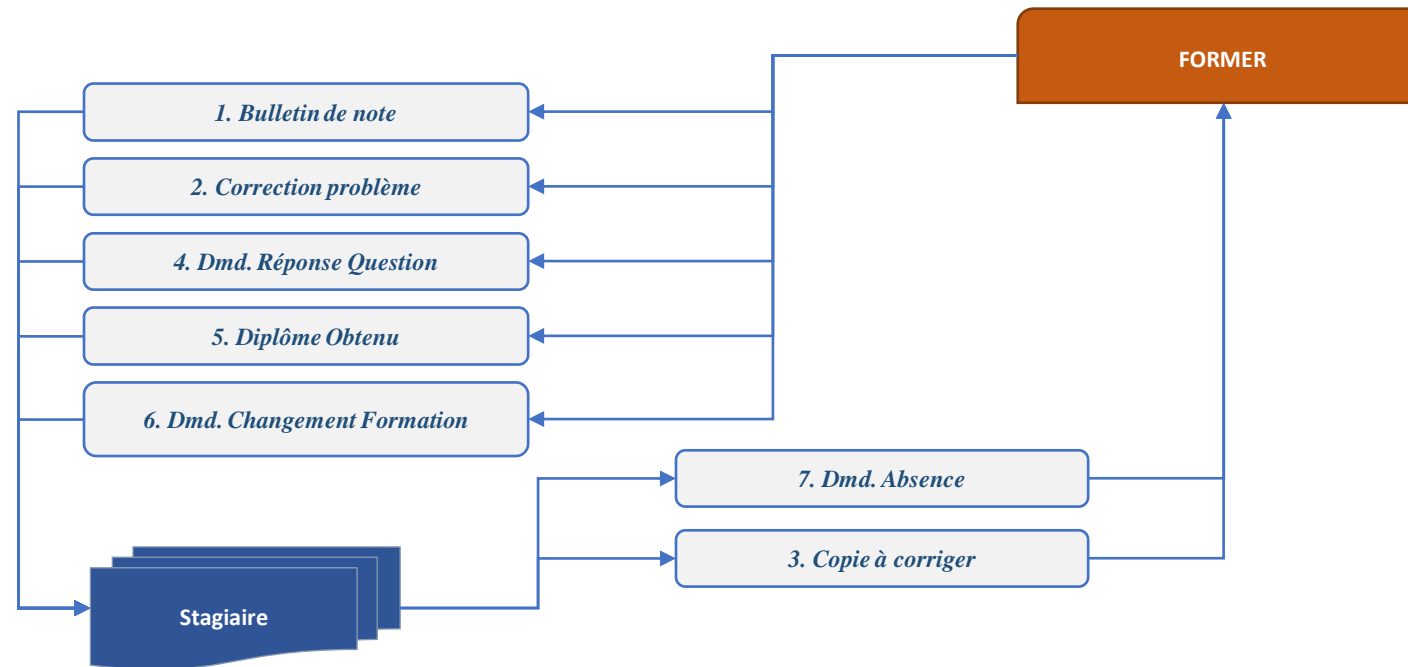 FORMER
1. Bulletin de note
2. Correction problème
4. Dmd. Réponse Question
5. Diplôme Obtenu
6. Dmd. Changement Formation
7. Dmd. Absence
3. Copie à corriger
Stagiaire